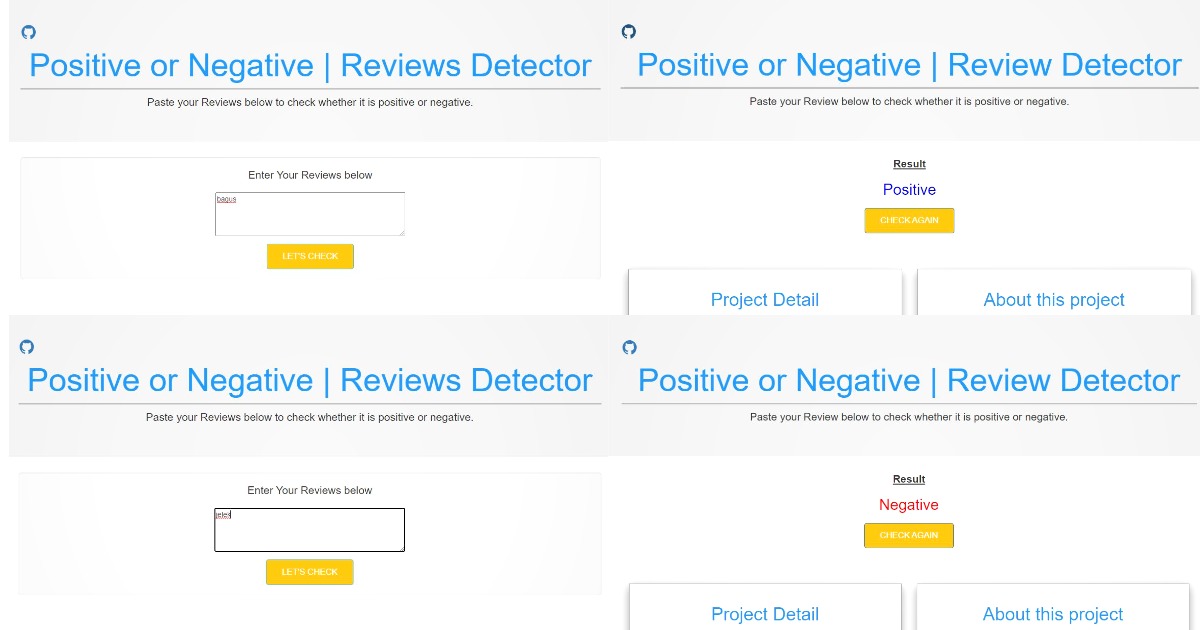 Positive or Negative | Reviews Detector
Paste your Reviews below to check whether it is positive or negative.
Enter Your Reviews below
bagus
LET'S CHECK
Positive or Negative | Review Detector
Paste your Review below to check whether it is positive or negative.
Result
Positive
CHECK AGAIN
Project Detail
About this project
Positive or Negative | Reviews Detector
Paste your Reviews below to check whether it is positive or negative.
Enter Your Reviews below
LET'S CHECK
Positive or Negative | Review Detector
Paste your Review below to check whether it is positive or negative.
Result
Negative
CHECK AGAIN
Project Detail
About this project